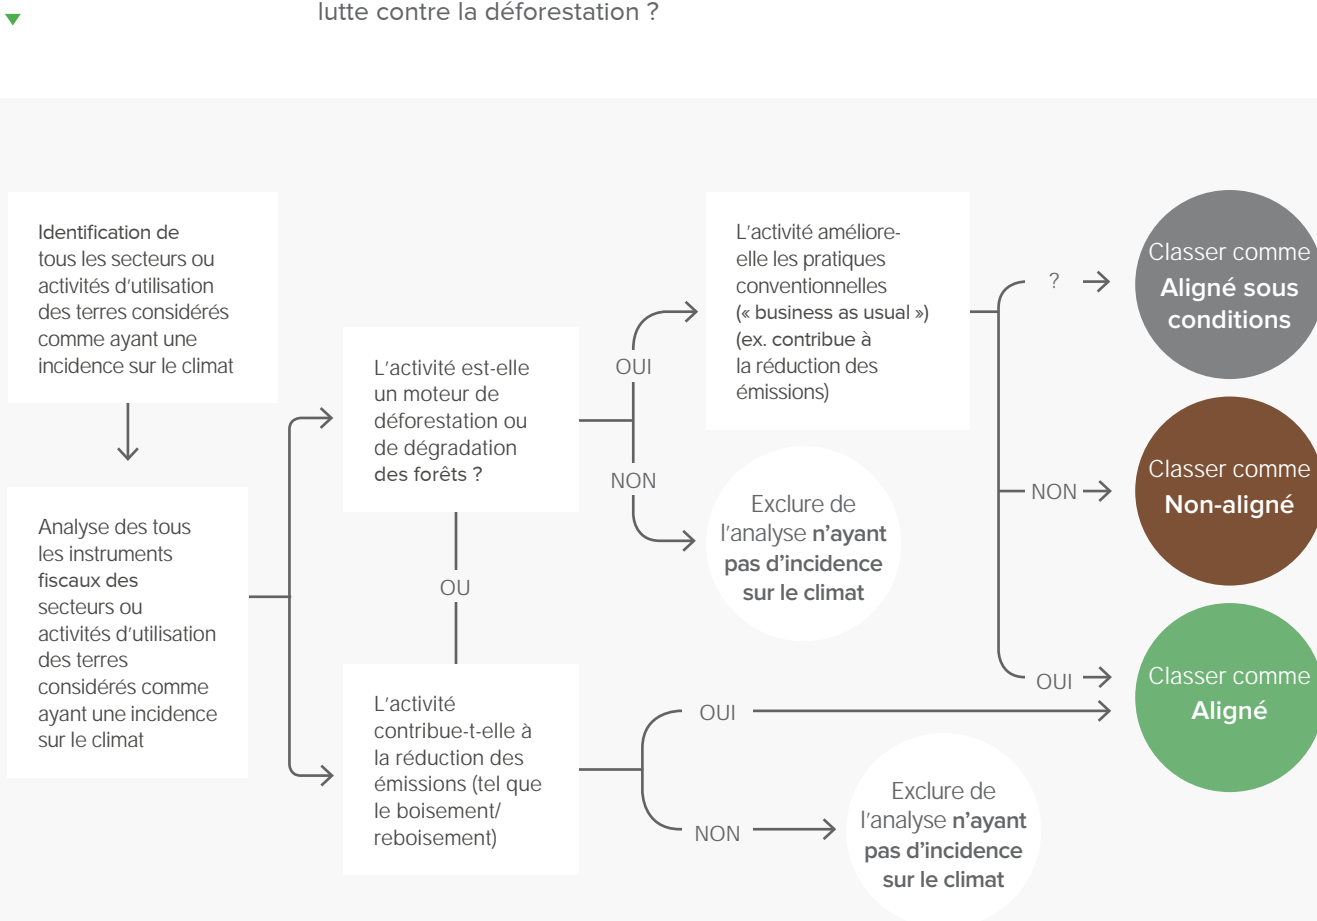 lutte contre la déforestation ?
Identification de
tous les secteurs ou
activités d'utilisation
des terres considérés
comme ayant une
incidence sur le climat
Analyse des tous
les instruments
fiscaux des
secteurs ou
activités d'utilisation
des terres
considérés comme
ayant une incidence
sur le climat
L'activité est-elle
un moteur de
déforestation ou
de dégradation
des forêts ?
OU
L'activité
contribue-t-elle à
la réduction des
émissions (tel que
le boisement/
reboisement)
OUI
NON
L'activité améliore-
elle les pratiques
conventionnelles
(« business as usual »)
(ex. contribue à
la réduction des
émissions)
Exclure de
l'analyse n'ayant
pas d'incidence
sur le climat
?
NON
OUI
OUI
NON
Exclure de
l'analyse n'ayant
pas d'incidence
sur le climat
Classer comme
Aligné sous
conditions
Classer comme
Non-aligné
Classer comme
Aligné